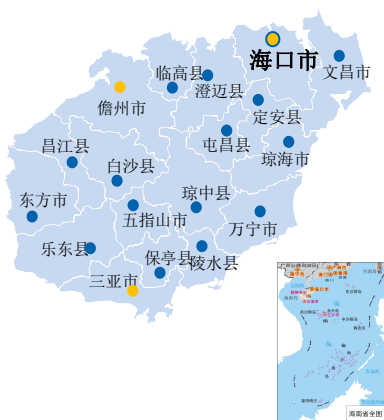 海口市
文昌市
临高县
澄迈县
儋州市
定安县
屯昌县
琼海市
昌江县
白沙县
东方市
琼中县
五指山市
万宁市
乐东县
保亭县
陵水县
三亚市
海南省全图